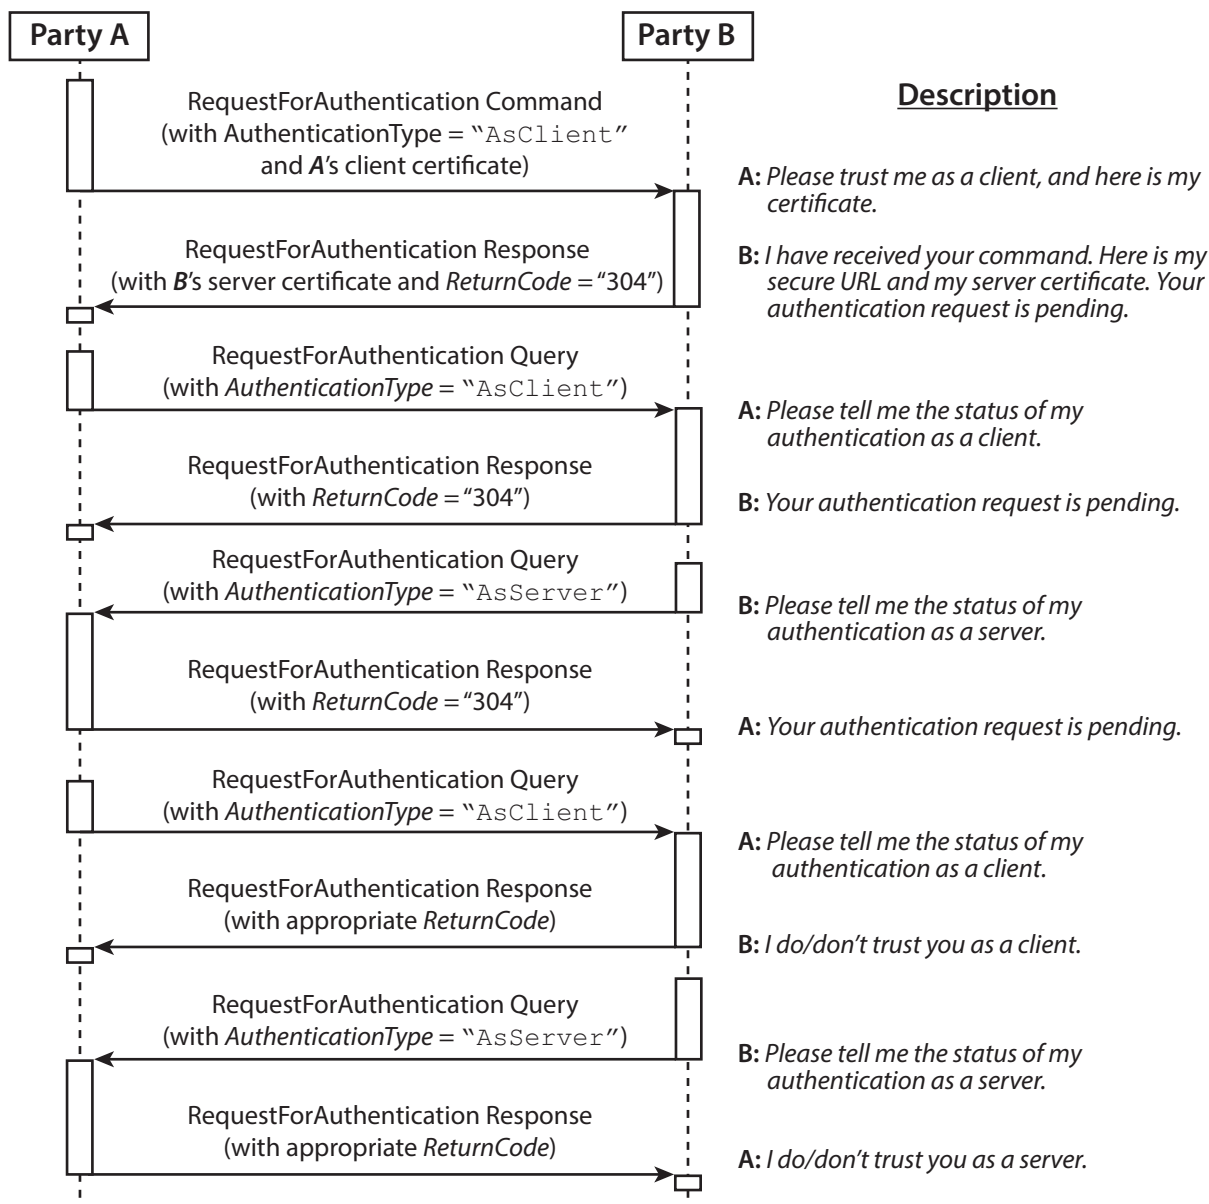 Party A
Party B
Description
RequestForAuthentication Command
(with AuthenticationType = “AsClient”
and A’s client certificate)
A: Please trust me as a client, and here is my
certificate.
RequestForAuthentication Response
(with B’s server certificate and ReturnCode = “304”)
B: I have received your command. Here is my
secure URL and my server certificate. Your
authentication request is pending.
RequestForAuthentication Query
(with AuthenticationType = “AsClient”)
A: Please tell me the status of my
authentication as a client.
RequestForAuthentication Response
(with ReturnCode = “304”)
B: Your authentication request is pending.
RequestForAuthentication Query
(with AuthenticationType = “AsServer”)
B: Please tell me the status of my
authentication as a server.
RequestForAuthentication Response
(with ReturnCode = “304”)
A: Your authentication request is pending.
RequestForAuthentication Query
(with AuthenticationType = “AsClient”)
A: Please tell me the status of my
authentication as a client.
RequestForAuthentication Response
(with appropriate ReturnCode)
B: I do/don’t trust you as a client.
RequestForAuthentication Query
(with AuthenticationType = “AsServer”)
B: Please tell me the status of my
authentication as a server.
RequestForAuthentication Response
(with appropriate ReturnCode)
A: I do/don’t trust you as a server.